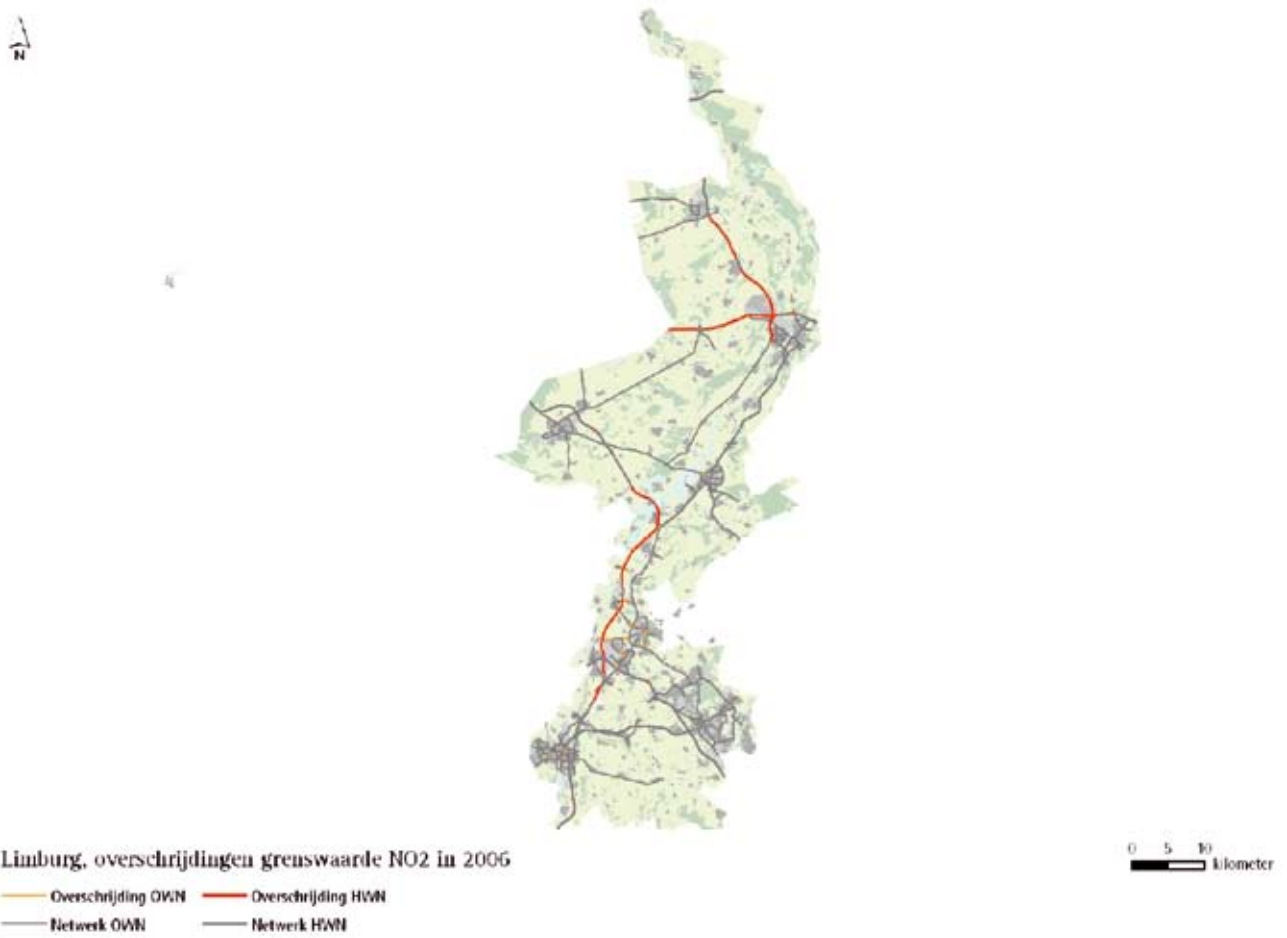 N
Limburg, overschrijdingen grenswaarde NO2 in 2006
Overschrijding OWN Overschrijding HWN
Netwerk OWN Netwerk HWN
0 5 10
kilometer